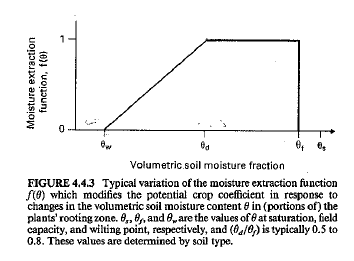 Moisture extraction
function, f(θ)
1
0
θw
θd
θf θs
Volumetric soil moisture fraction
FIGURE 4.4.3 Typical variation of the moisture extraction function
f(θ) which modifies the potential crop coefficient in response to
changes in the volumetric soil moisture content θ in (portions of) the
plants' rooting zone. θs, θf, and θw are the values of θ at saturation, field
capacity, and wilting point, respectively, and (θd/θf) is typically 0.5 to
0.8. These values are determined by soil type.